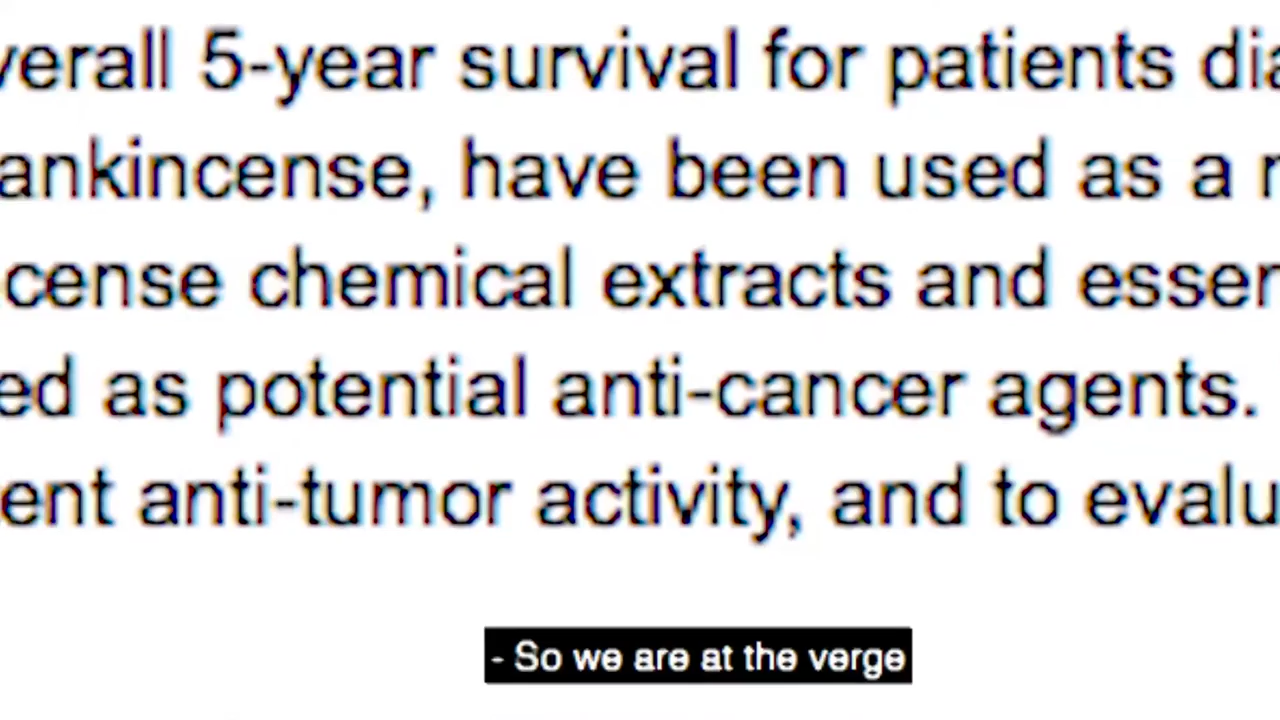 verall 5-year survival for patients dia
ankincense, have been used as a
cense chemical extracts and essen
ed as potential anti-cancer agents.
ent anti-tumor activity, and to evalu
- So we are at the verge